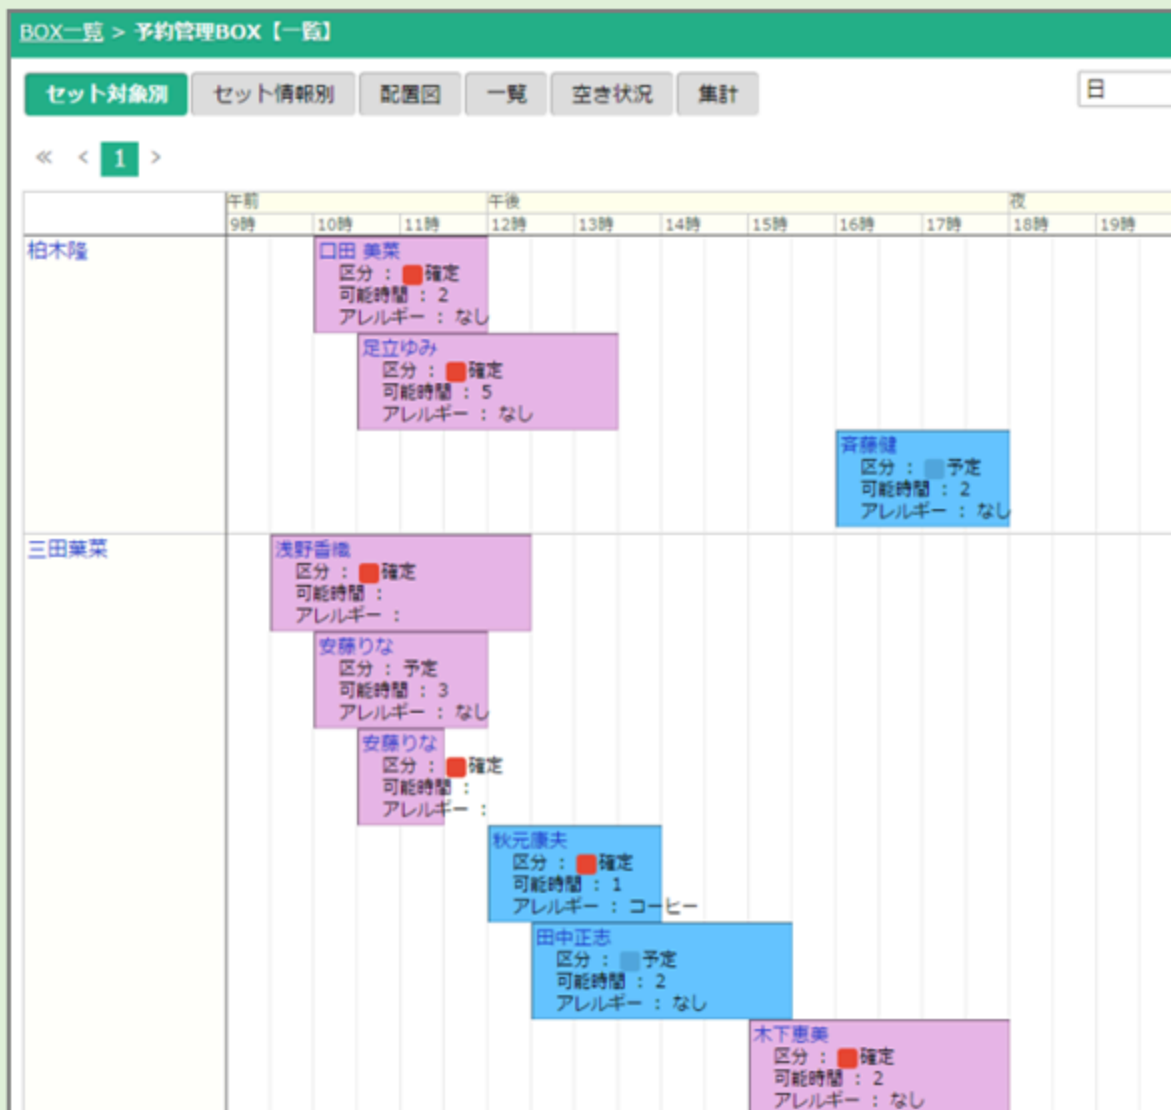 BOX一覧 > 予約管理BOX【一覧】
セット対象別 セット情報別 配置図 一覧 空き状況 集計 日
« < 1 >
午前 午後 夜
9時 10時 11時 12時 13時 14時 15時 16時 17時 18時 19時
柏木隆
口田 美菜
区分 : 確定
可能時間 : 2
アレルギー : なし
足立ゆみ
区分 : 確定
可能時間 : 5
アレルギー : なし
斉藤健
区分 : 予定
可能時間 : 2
アレルギー : なし
三田葉菜
浅野香織
区分 : 確定
可能時間 :
アレルギー :
安藤りな
区分 : 予定
可能時間 : 3
アレルギー : なし
安藤りな
区分 : 確定
可能時間 :
アレルギー :
秋元康夫
区分 : 確定
可能時間 : 1
アレルギー : コーヒー
田中正志
区分 : 予定
可能時間 : 2
アレルギー : なし
木下恵美
区分 : 確定
可能時間 : 2
アレルギー : なし